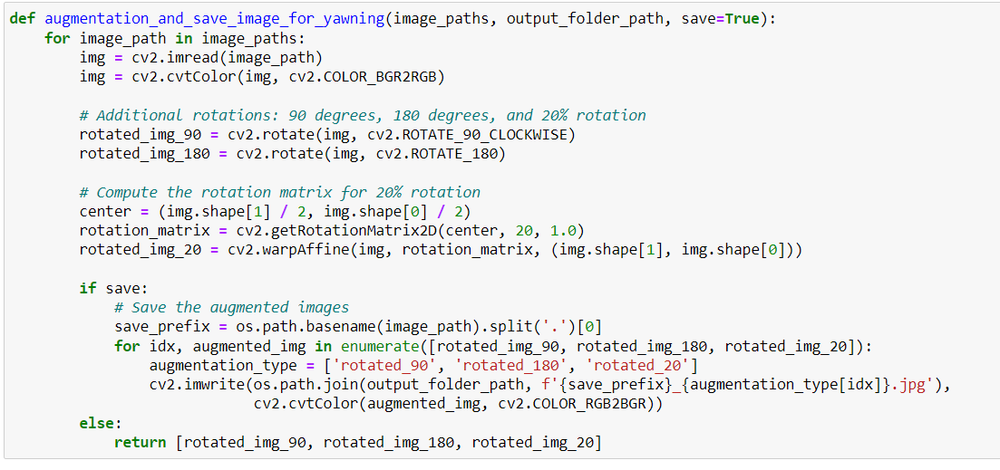 def augmentation_and_save_image_for_yawning(image_paths, output_folder_path, save=True):
    for image_path in image_paths:
        img = cv2.imread(image_path)
        img = cv2.cvtColor(img, cv2.COLOR_BGR2RGB)

        # Additional rotations: 90 degrees, 180 degrees, and 20% rotation
        rotated_img_90 = cv2.rotate(img, cv2.ROTATE_90_CLOCKWISE)
        rotated_img_180 = cv2.rotate(img, cv2.ROTATE_180)

        # Compute the rotation matrix for 20% rotation
        center = (img.shape[1] / 2, img.shape[0] / 2)
        rotation_matrix = cv2.getRotationMatrix2D(center, 20, 1.0)
        rotated_img_20 = cv2.warpAffine(img, rotation_matrix, (img.shape[1], img.shape[0]))

        if save:
            # Save the augmented images
            save_prefix = os.path.basename(image_path).split('.')[0]
            for idx, augmented_img in enumerate([rotated_img_90, rotated_img_180, rotated_img_20]):
                augmentation_type = ['rotated_90', 'rotated_180', 'rotated_20']
                cv2.imwrite(os.path.join(output_folder_path, f'{save_prefix}_{augmentation_type[idx]}.jpg'),
                            cv2.cvtColor(augmented_img, cv2.COLOR_RGB2BGR))
        else:
            return [rotated_img_90, rotated_img_180, rotated_img_20]